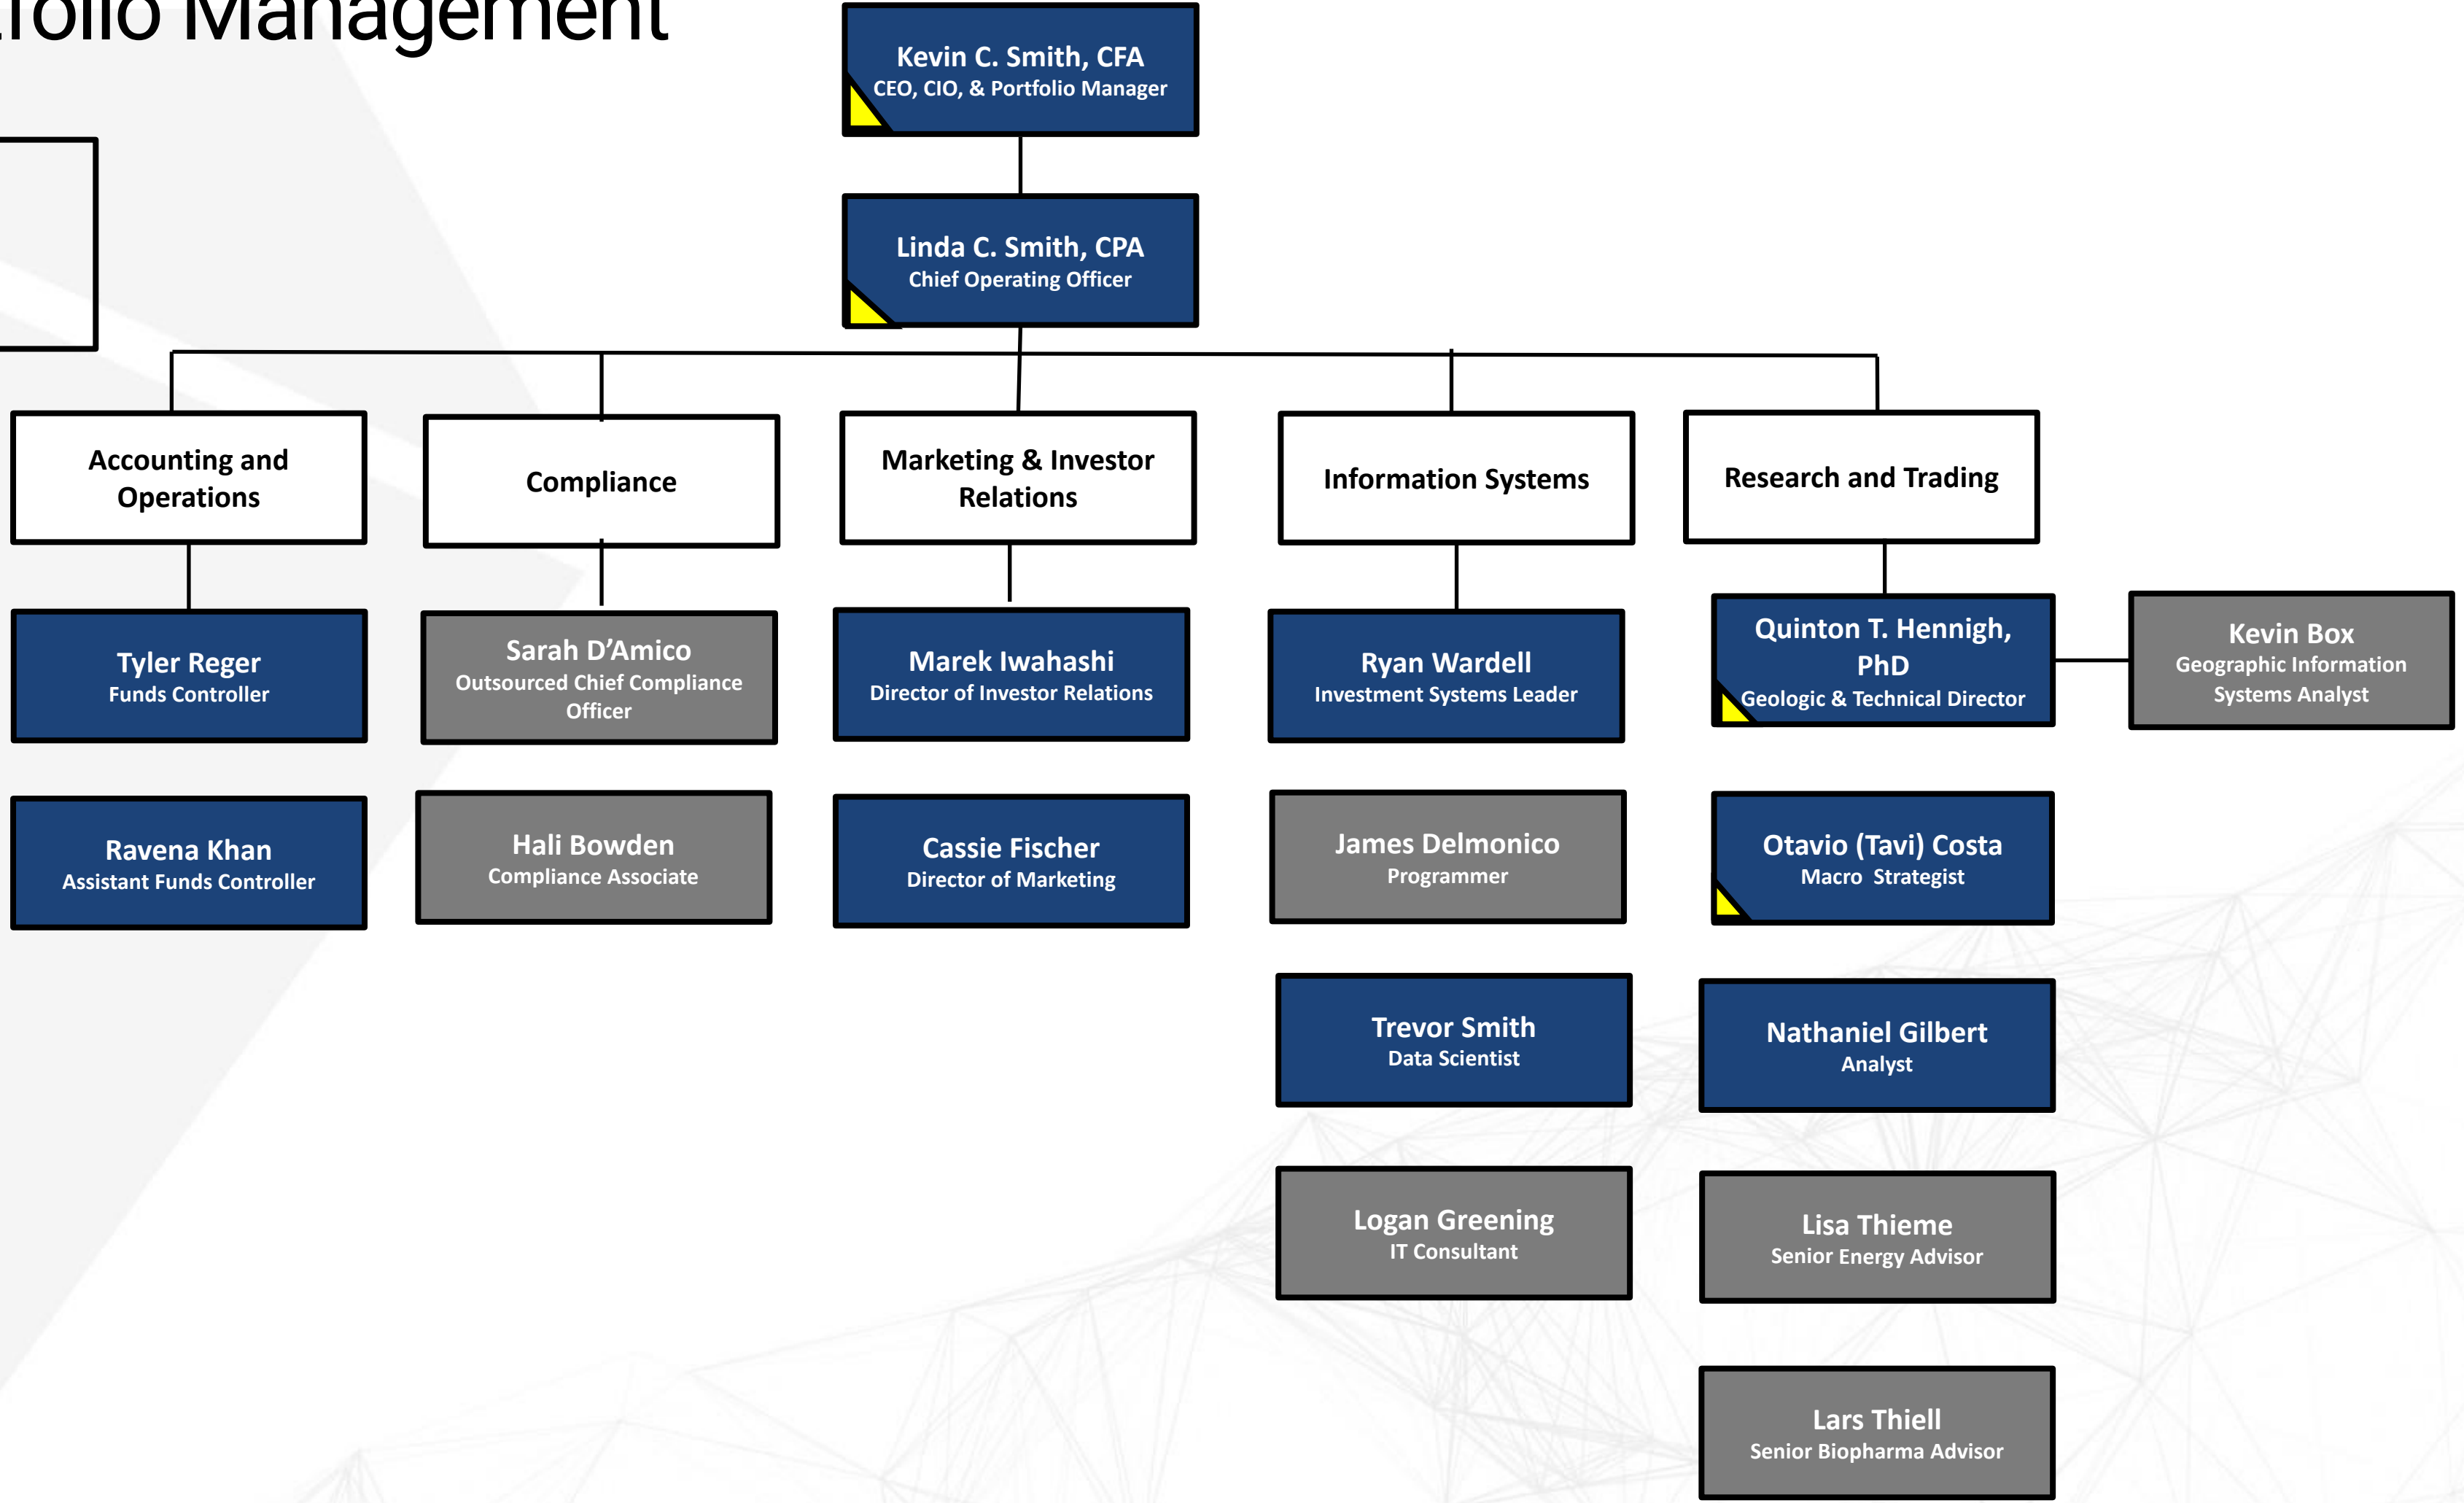 folio Management
Kevin C. Smith, CFA
CEO, CIO, & Portfolio Manager
Linda C. Smith, CPA
Chief Operating Officer
Accounting and
Operations
Compliance
Marketing & Investor
Relations
Information Systems
Research and Trading
Tyler Reger
Funds Controller
Sarah D’Amico
Outsourced Chief Compliance
Officer
Marek Iwahashi
Director of Investor Relations
Ryan Wardell
Investment Systems Leader
Quinton T. Hennigh,
PhD
Geologic & Technical Director
Kevin Box
Geographic Information
Systems Analyst
Ravena Khan
Assistant Funds Controller
Hali Bowden
Compliance Associate
Cassie Fischer
Director of Marketing
James Delmonico
Programmer
Otavio (Tavi) Costa
Macro Strategist
Trevor Smith
Data Scientist
Nathaniel Gilbert
Analyst
Logan Greening
IT Consultant
Lisa Thieme
Senior Energy Advisor
Lars Thiell
Senior Biopharma Advisor